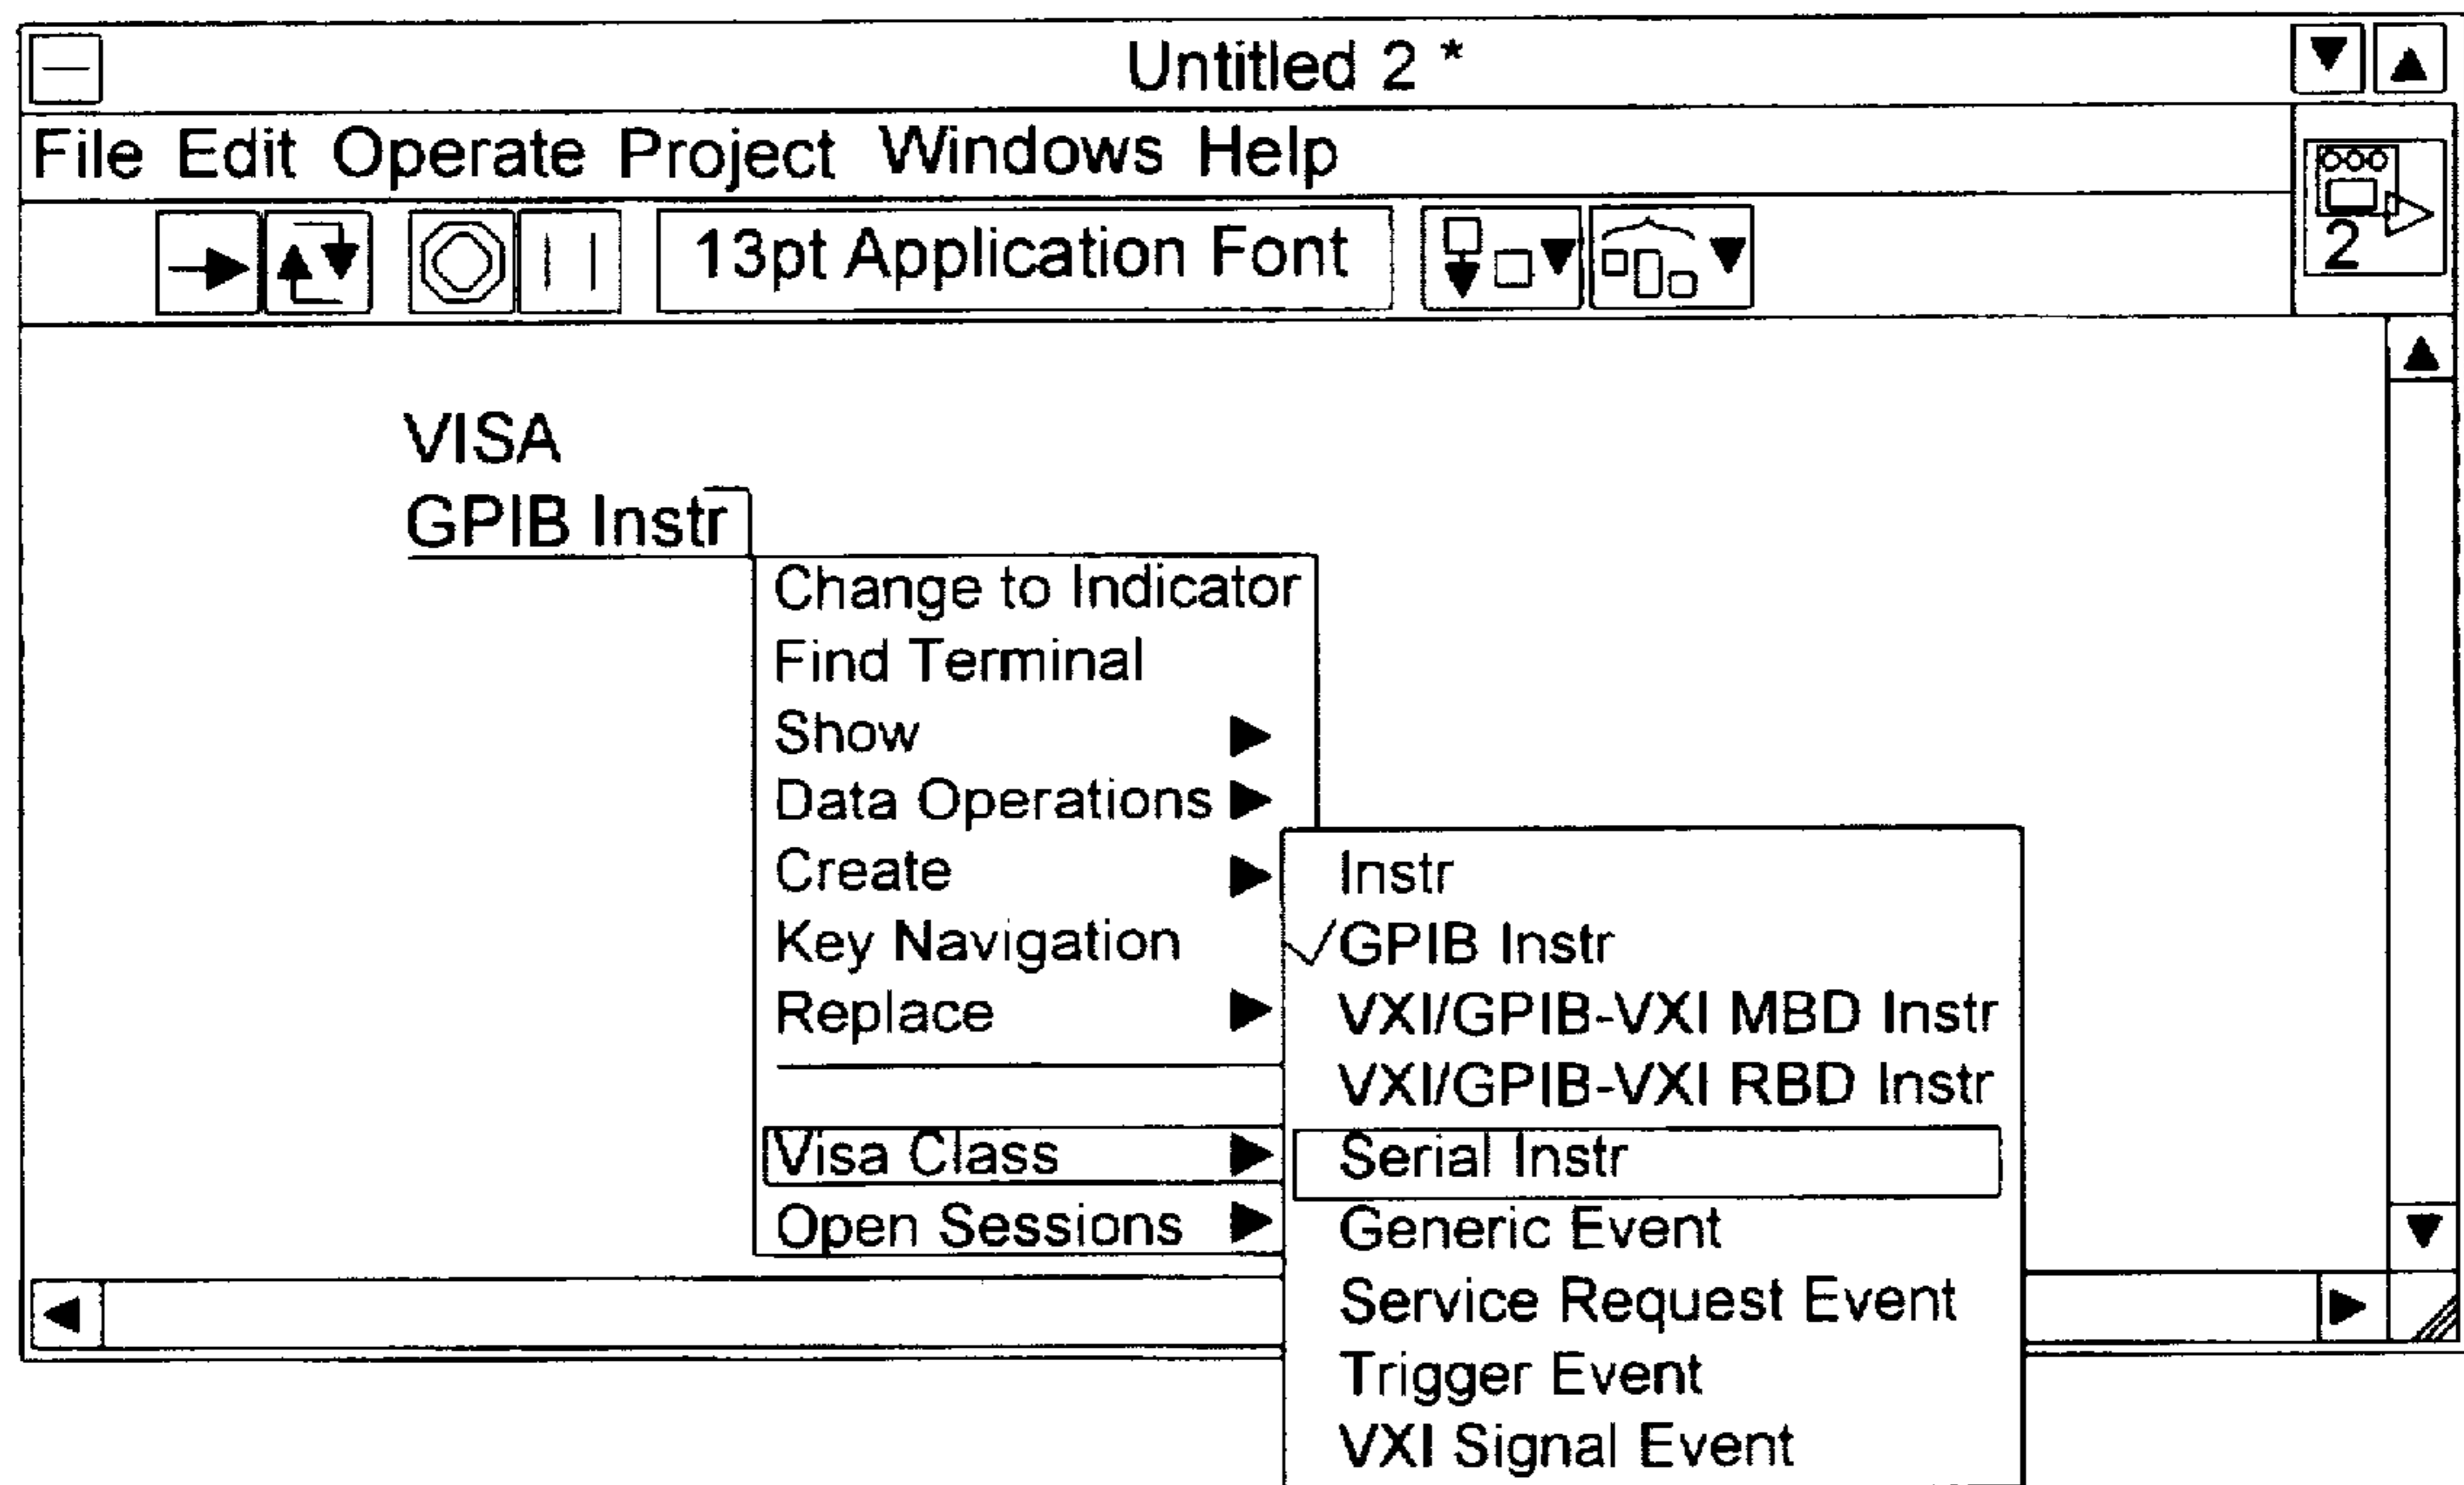 Untitled 2 *
File Edit Operate Project Windows Help
13pt Application Font
2
VISA
GPIB Instr
Change to Indicator
Find Terminal
Show
Data Operations
Create
Key Navigation
Replace
Visa Class
Open Sessions
Instr
GPIB Instr
VXI/GPIB-VXI MBD Instr
VXI/GPIB-VXI RBD Instr
Serial Instr
Generic Event
Service Request Event
Trigger Event
VXI Signal Event